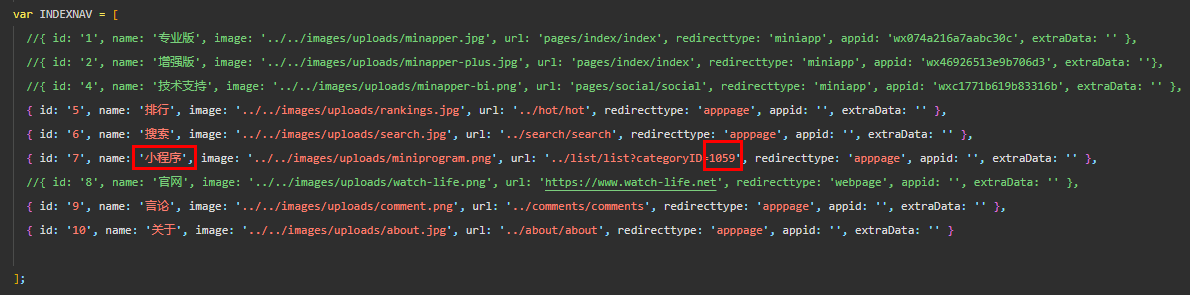 var INDEXNAV = [
//{ id: '1', name: '专业版', image: '../../images/uploads/minapper.jpg', url: 'pages/index/index', redirecttype: 'miniapp', appid: 'wx074a216a7aabc30c', extraData: '' },
//{ id: '2', name: '增强版', image: '../../images/uploads/minapper-plus.jpg', url: 'pages/index/index', redirecttype: 'miniapp', appid: 'wx46926513e9b706d3', extraData: ''},
//{ id: '4', name: '技术支持', image: '../../images/uploads/minapper-bi.png', url: 'pages/social/social', redirecttype: 'miniapp', appid: 'wxc1771b619b83316b', extraData: '' },
{ id: '5', name: '排行', image: '../../images/uploads/rankings.jpg', url: '../hot/hot', redirecttype: 'apppage', appid: '', extraData: '' },
{ id: '6', name: '搜索', image: '../../images/uploads/search.jpg', url: '../search/search', redirecttype: 'apppage', appid: '', extraData: '' },
{ id: '7', name: '小程序', image: '../../images/uploads/miniprogram.png', url: '../list/list?categoryID=1059', redirecttype: 'apppage', appid: '', extraData: '' },
//{ id: '8', name: '官网', image: '../../images/uploads/watch-life.png', url: 'https://www.watch-life.net', redirecttype: 'webpage', appid: '', extraData: '' },
{ id: '9', name: '言论', image: '../../images/uploads/comment.png', url: '../comments/comments', redirecttype: 'apppage', appid: '', extraData: '' },
{ id: '10', name: '关于', image: '../../images/uploads/about.jpg', url: '../about/about', redirecttype: 'apppage', appid: '', extraData: '' }
];